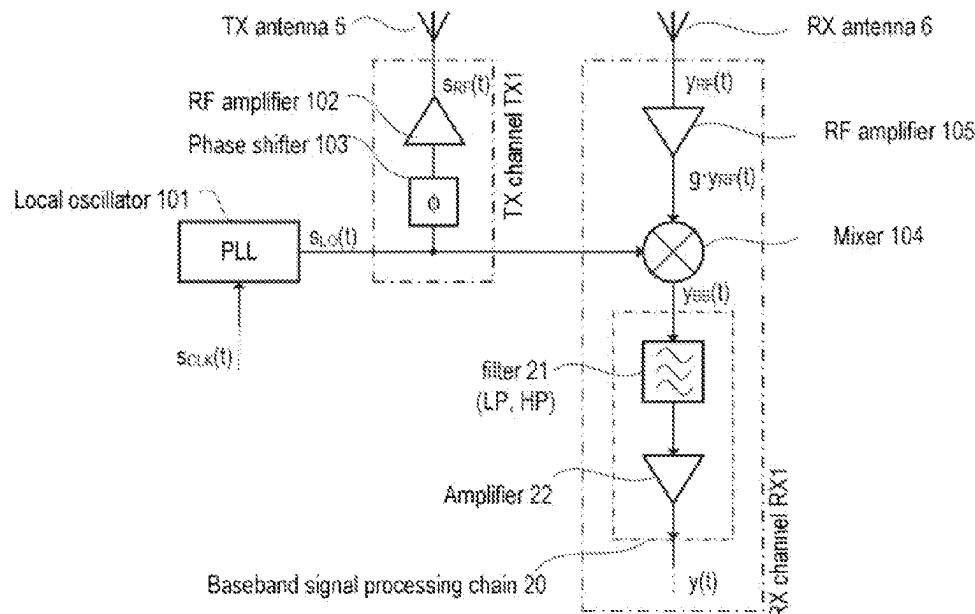 TX antenna 5
RX antenna 6
sRF(t)
yRF(t)
RF amplifier 102
RF amplifier 105
Phase shifter 103
TX channel TX1
g·yRF(t)
Local oscillator 101
ϕ
sLO(t)
Mixer 104
PLL
yBB(t)
sCLK(t)
filter 21
(LP, HP)
Amplifier 22
RX channel RX1
Baseband signal processing chain 20
y(t)